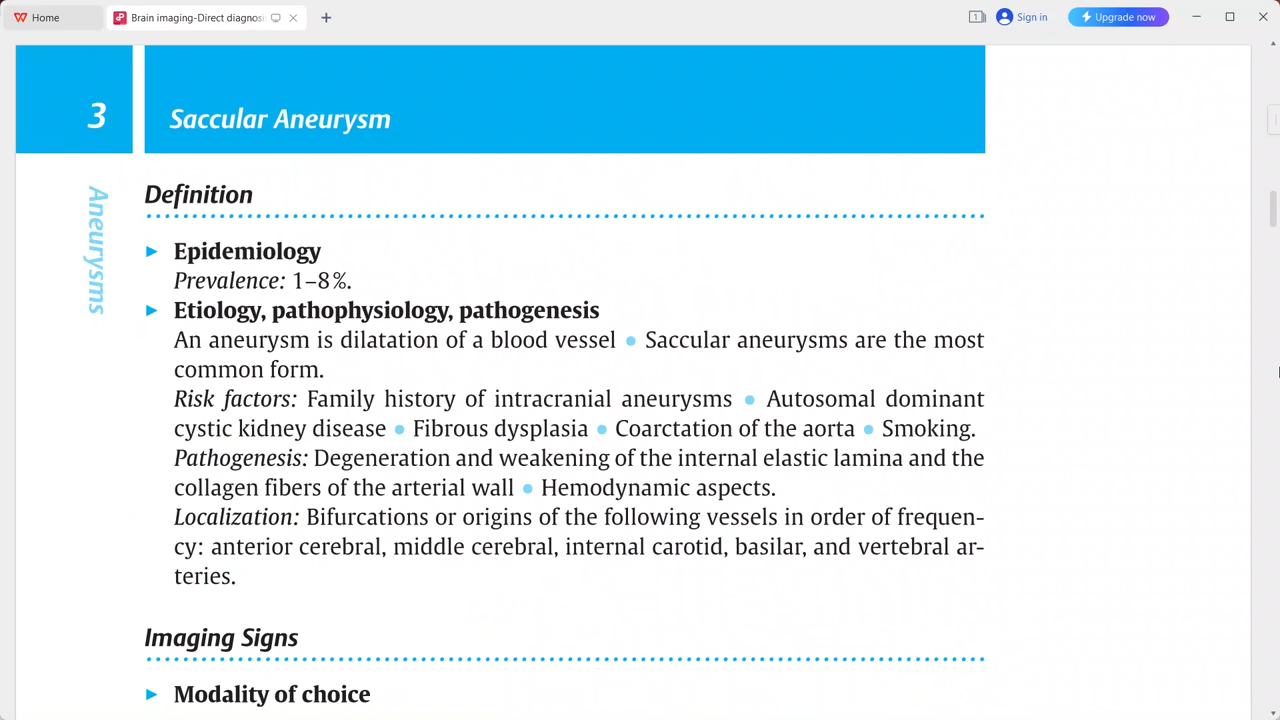 Home
Brain imaging-Direct diagnosi
1
Sign in
Upgrade now
3
Saccular Aneurysm
Aneurysms
Definition
Epidemiology
Prevalence: 1–8%.
Etiology, pathophysiology, pathogenesis
An aneurysm is dilatation of a blood vessel • Saccular aneurysms are the most
common form.
Risk factors: Family history of intracranial aneurysms • Autosomal dominant
cystic kidney disease • Fibrous dysplasia • Coarctation of the aorta • Smoking.
Pathogenesis: Degeneration and weakening of the internal elastic lamina and the
collagen fibers of the arterial wall • Hemodynamic aspects.
Localization: Bifurcations or origins of the following vessels in order of frequen-
cy: anterior cerebral, middle cerebral, internal carotid, basilar, and vertebral ar-
teries.
Imaging Signs
Modality of choice